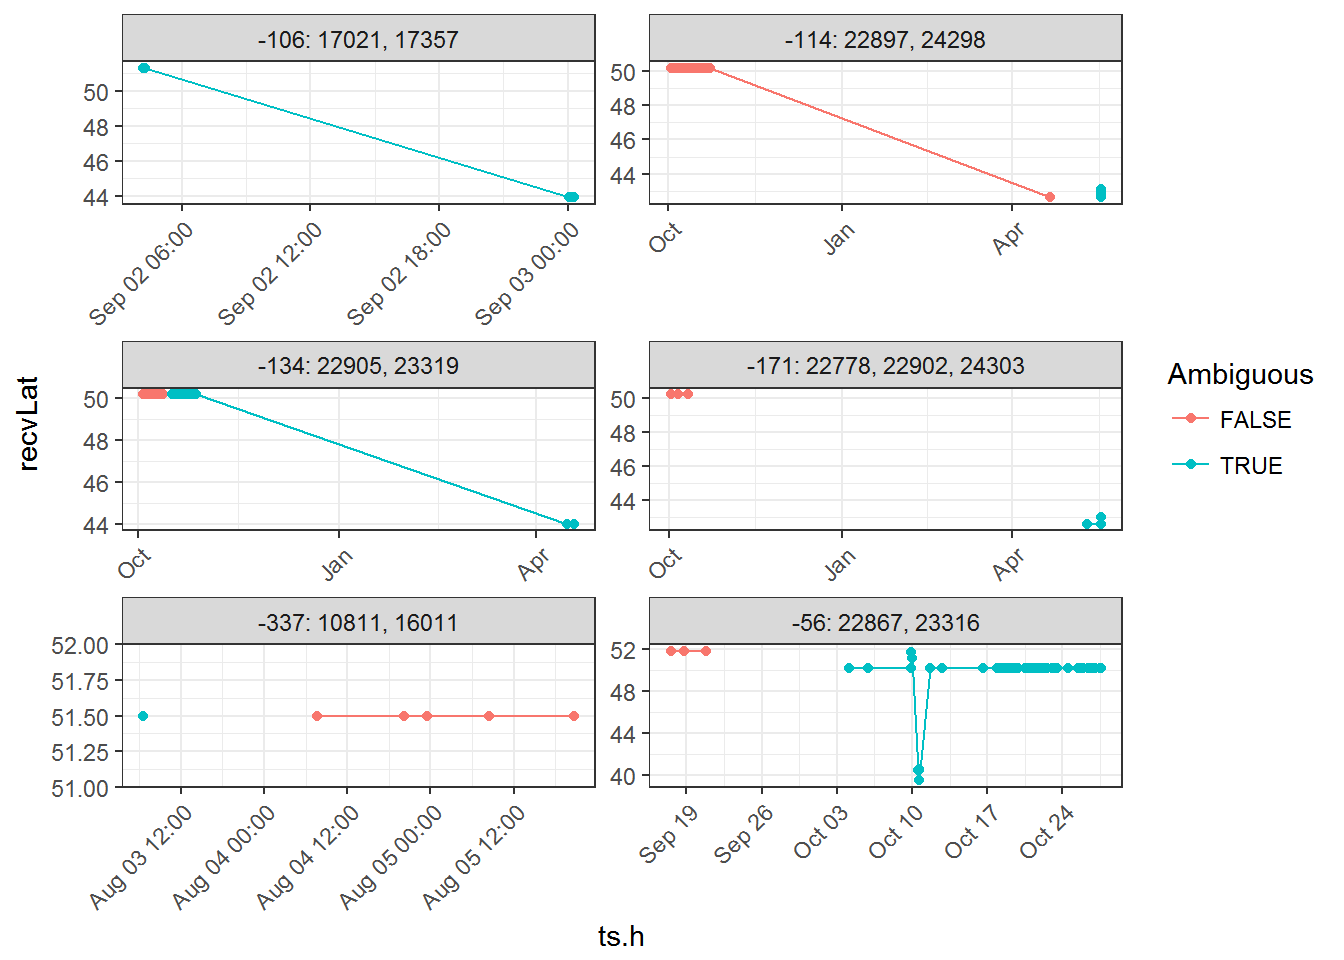 -106: 17021, 17357
-114: 22897, 24298
50
48
46
44
50
48
46
44
Sep 02 06:00
Sep 02 12:00
Sep 02 18:00
Sep 03 00:00
Oct
Jan
Apr
-134: 22905, 23319
-171: 22778, 22902, 24303
50
48
46
44
50
48
46
44
Oct
Jan
Apr
Oct
Jan
Apr
-337: 10811, 16011
-56: 22867, 23316
52.00
51.75
51.50
51.25
51.00
52
48
44
40
Aug 03 12:00
Aug 04 00:00
Aug 04 12:00
Aug 05 00:00
Aug 05 12:00
Sep 19
Sep 26
Oct 03
Oct 10
Oct 17
Oct 24
recvLat
ts.h
Ambiguous
FALSE
TRUE